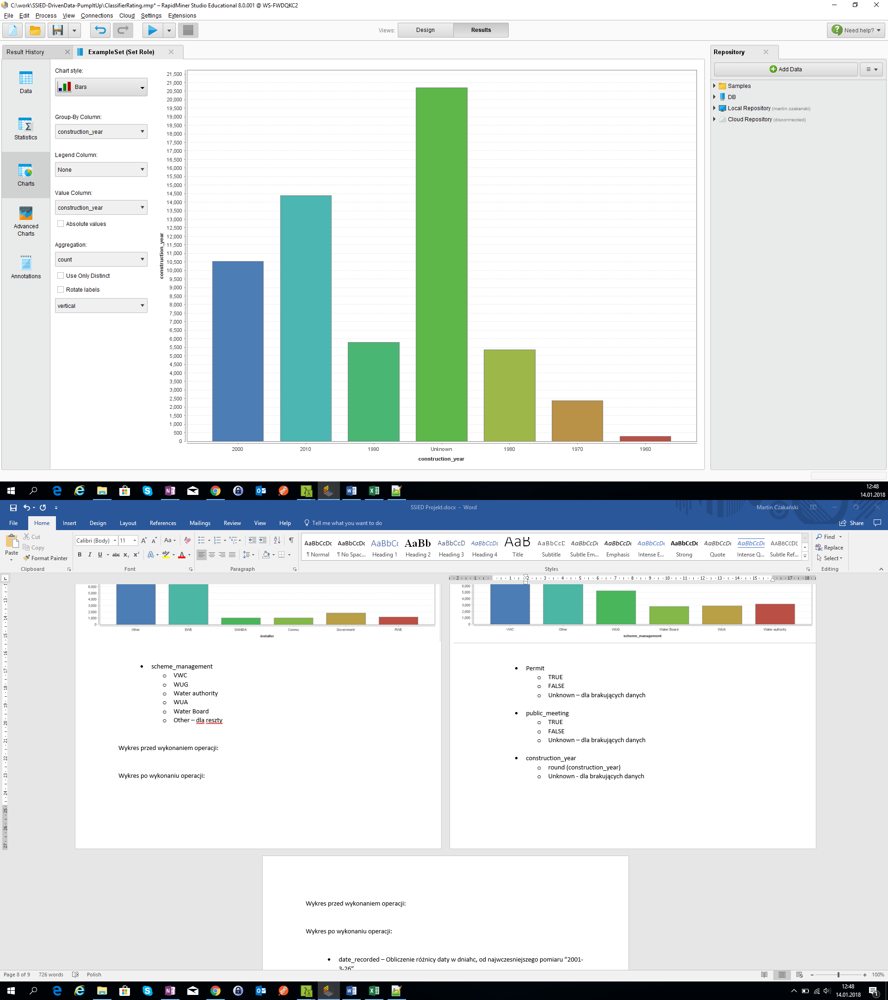 C:\work\SSIED-DrivenData-PumpItUp\ClassifierRating.rmp* – RapidMiner Studio Educational 8.0.001 @ WS-FWDQKC2
File Edit Process View Connections Cloud Settings Extensions
Views: Design Results
Need help?
Result History
ExampleSet (Set Role)
Data
Statistics
Charts
Advanced
Charts
Annotations
Chart style:
Bars
Group-By Column:
construction_year
Legend Column:
None
Value Column:
construction_year
Absolute values
Aggregation:
count
Use Only Distinct
Rotate labels
vertical
21,500
21,000
20,500
20,000
19,500
19,000
18,500
18,000
17,500
17,000
16,500
16,000
15,500
15,000
14,500
14,000
13,500
13,000
12,500
12,000
11,500
11,000
10,500
10,000
9,500
9,000
8,500
8,000
7,500
7,000
6,500
6,000
5,500
5,000
4,500
4,000
3,500
3,000
2,500
2,000
1,500
1,000
500
0
construction_year
2000 2010 1990 Unknown 1980 1970 1960
construction_year
Repository
Add Data
Samples
DB
Local Repository (martin.czakanski)
Cloud Repository (disconnected)
12:48
14.01.2018
SSIED Projekt.docx - Word
Martin Czakański
File Home Insert Design Layout References Mailings Review View Help Tell me what you want to do
Share
Paste
Cut
Copy
Format Painter
Clipboard
Calibri (Body) 11
Font
Paragraph
AaBbCcDc AaBbCcDc AaBbCc AaBb AaBbCcD AaBbCcDc AaB AaBbCcD AaBbCcDc AaBbCcDc AaBbCcDc AaBbCcDc AaBbCcDc AaBbCcDc AABBCCDE
¶ Normal ¶ No Spac... Heading 1 Heading 2 Heading 3 Heading 4 Title Subtitle Subtle Em... Emphasis Intense E... Strong Quote Intense Q... Subtle Ref...
Styles
Find
Replace
Select
Editing
6,000
5,000
4,000
3,000
2,000
1,000
0
Other DWE DANIDA Commu Government RWE
installer
scheme_management
VWC
WUG
Water authority
WUA
Water Board
Other – dla reszty
Wykres przed wykonaniem operacji:
Wykres po wykonaniu operacji:
6,000
5,000
4,000
3,000
2,000
1,000
0
VWC Other WUG Water Board WUA Water authority
scheme_management
Permit
TRUE
FALSE
Unknown – dla brakujących danych
public_meeting
TRUE
FALSE
Unknown – dla brakujących danych
construction_year
round (construction_year)
Unknown - dla brakujących danych
Wykres przed wykonaniem operacji:
Wykres po wykonaniu operacji:
date_recorded – Obliczenie różnicy daty w dniahc, od najwczesniejszego pomiaru ”2001-
3-26”
Page 8 of 9 726 words Polish
100%
12:48
14.01.2018